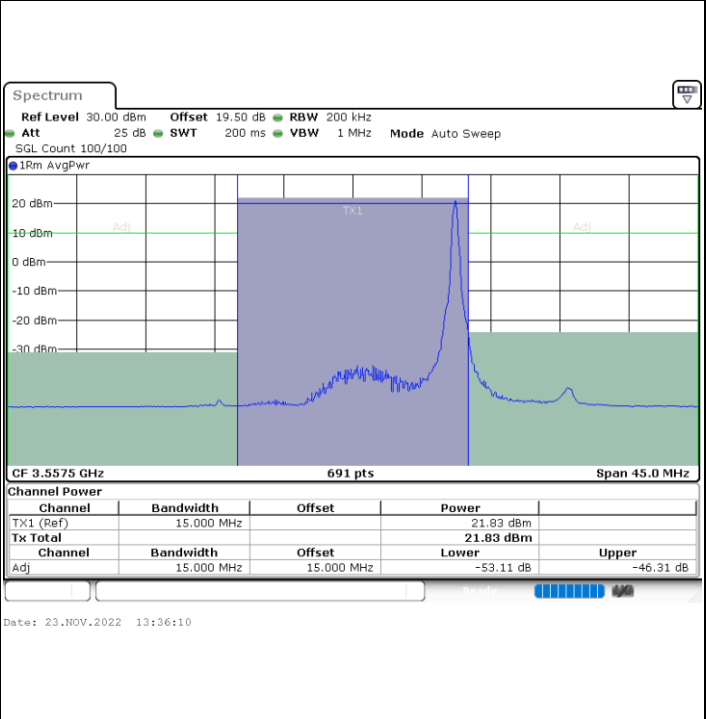 Spectrum
Ref Level 30.00 dBm Offset 19.50 dB RBW 200 kHz
Att 25 dB SWT 200 ms VBW 1 MHz Mode Auto Sweep
SGL Count 100/100
1Rm AvgPwr
20 dBm
TX1
Adj Adj
10 dBm
0 dBm
-10 dBm
-20 dBm
-30 dBm
CF 3.5575 GHz 691 pts Span 45.0 MHz
Channel Power
Channel Bandwidth Offset Power
TX1 (Ref) 15.000 MHz 21.83 dBm
Tx Total 21.83 dBm
Channel Bandwidth Offset Lower Upper
Adj 15.000 MHz 15.000 MHz -53.11 dB -46.31 dB
Ready
Date: 23.NOV.2022 13:36:10